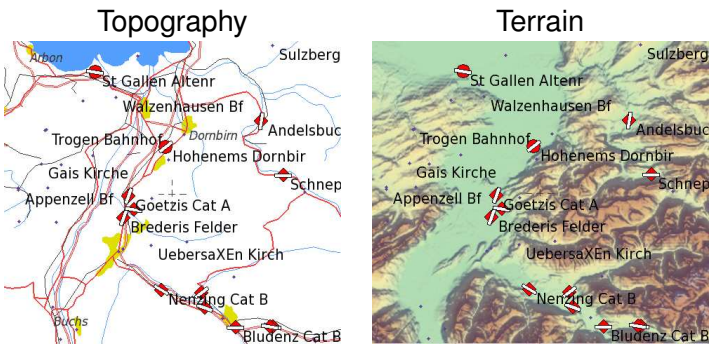 Topography
Terrain
Arbon
Sulzberg
St Gallen Altenr
Walzenhausen Bf
Dornbirn
Andelsbuc
Trogen Bahnhof
Hohenems Dornbir
Gais Kirche
Schnep
Appenzell Bf
Goetzis Cat A
Brederis Felder
UebersaXEn Kirch
Nenzing Cat B
Buchs
Bludenz Cat B
Sulzberg
St Gallen Altenr
Walzenhausen Bf
Andelsbuc
Trogen Bahnhof
Hohenems Dornbir
Gais Kirche
Schnep
Appenzell Bf
Goetzis Cat A
Brederis Felder
UebersaXEn Kirch
Nenzing Cat B
Bludenz Cat B